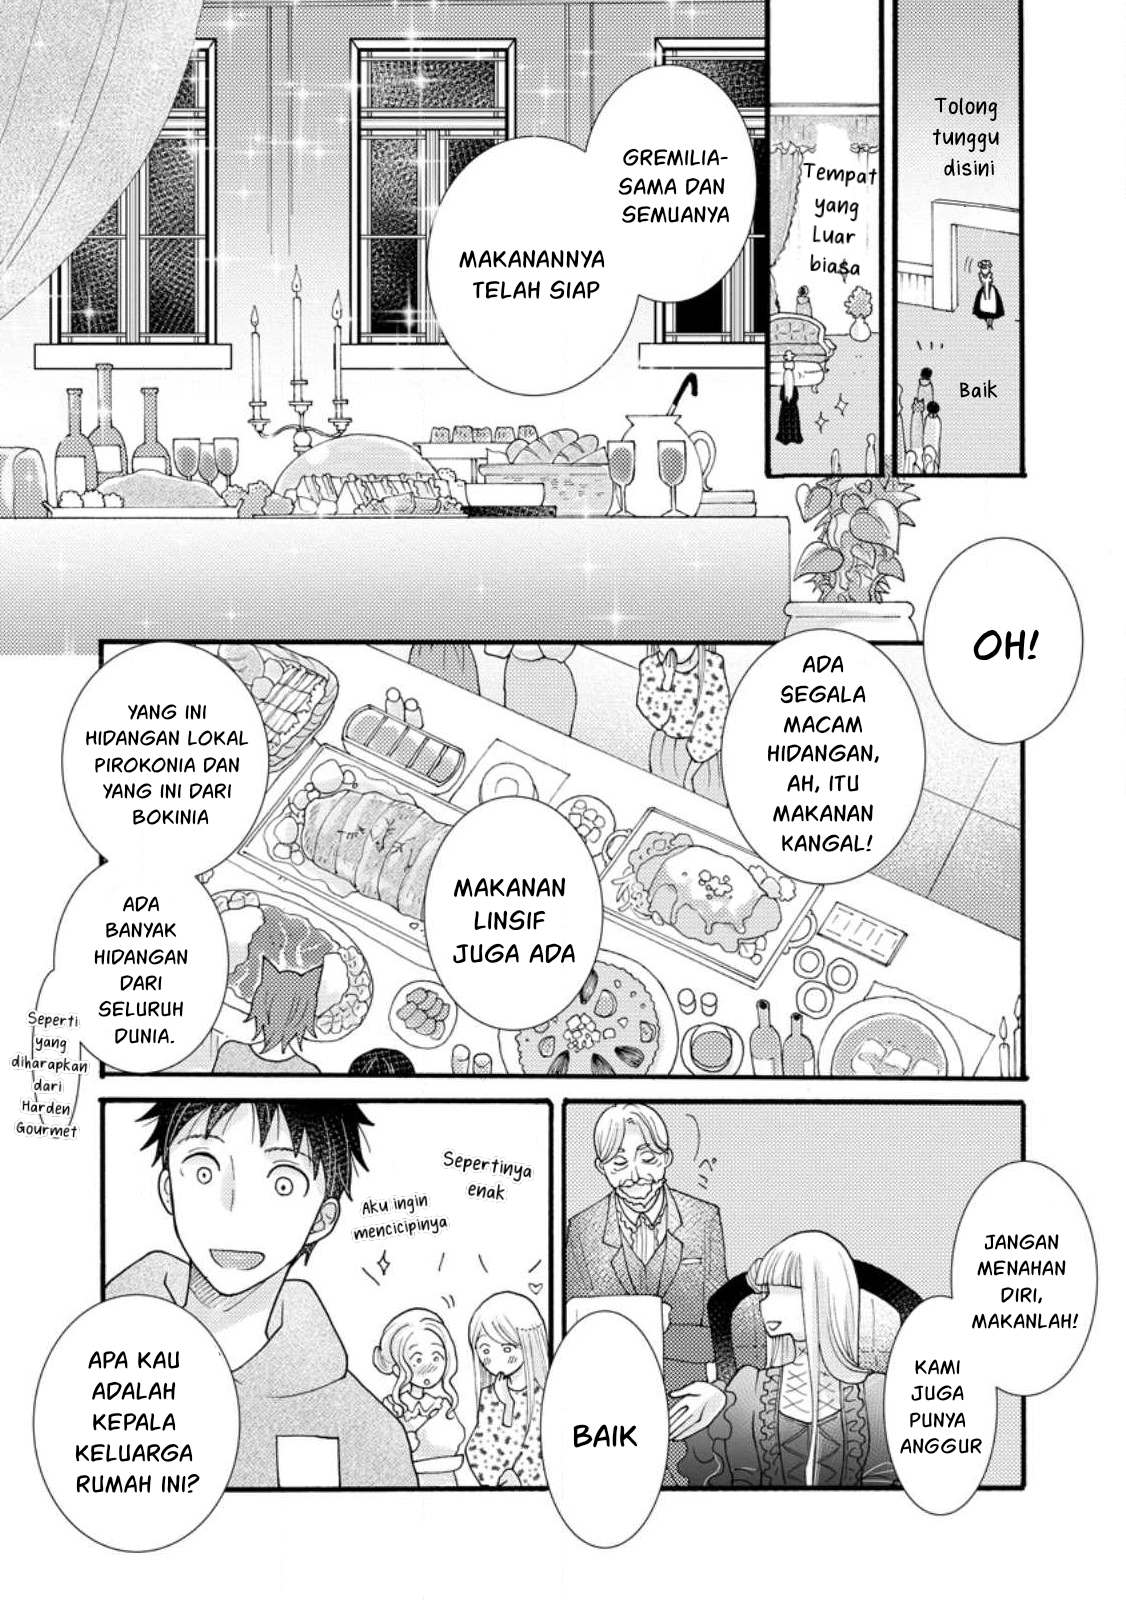 Tolong
tunggu
disini
Baik
Tempat
yang
Luar
biasa
GREMILIA-
SAMA DAN
SEMUANYA
MAKANANNYA
TELAH SIAP
OH!
ADA
SEGALA
MACAM
HIDANGAN,
AH, ITU
MAKANAN
KANGAL!
MAKANAN
LINSIF
JUGA ADA
YANG INI
HIDANGAN LOKAL
PIROKONIA DAN
YANG INI DARI
BOKINIA
ADA
BANYAK
HIDANGAN
DARI
SELURUH
DUNIA.
Seperti
yang
diharapkan
dari
Harden
Gourmet
JANGAN
MENAHAN
DIRI,
MAKANLAH!
KAMI
JUGA
PUNYA
ANGGUR
BAIK
Sepertinya
enak
Aku ingin
mencicipinya
APA KAU
ADALAH
KEPALA
KELUARGA
RUMAH INI?